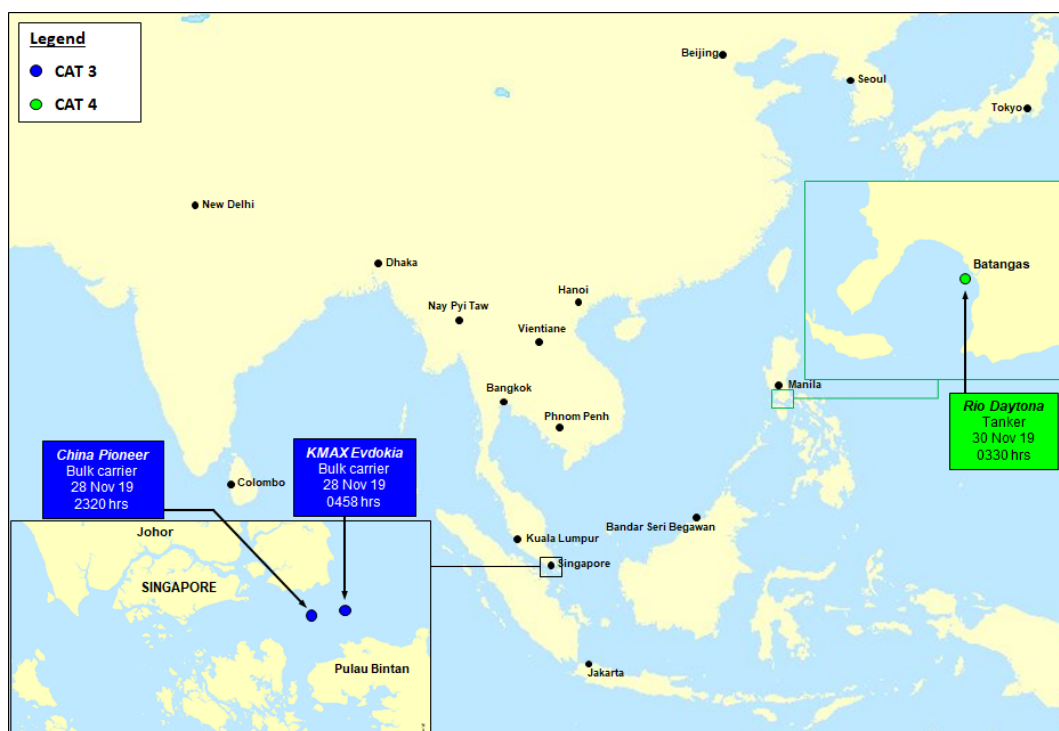 Legend
CAT 3
CAT 4
Beijing
Seoul
Tokyo
New Delhi
Dhaka
Nay Pyi Taw
Hanoi
Vientiane
Bangkok
Phnom Penh
Manila
Batangas
Rio Daytona
Tanker
30 Nov 19
0330 hrs
China Pioneer
Bulk carrier
28 Nov 19
2320 hrs
KMAX Evdokia
Bulk carrier
28 Nov 19
0458 hrs
Colombo
Kuala Lumpur
Bandar Seri Begawan
Singapore
Jakarta
Johor
SINGAPORE
Pulau Bintan